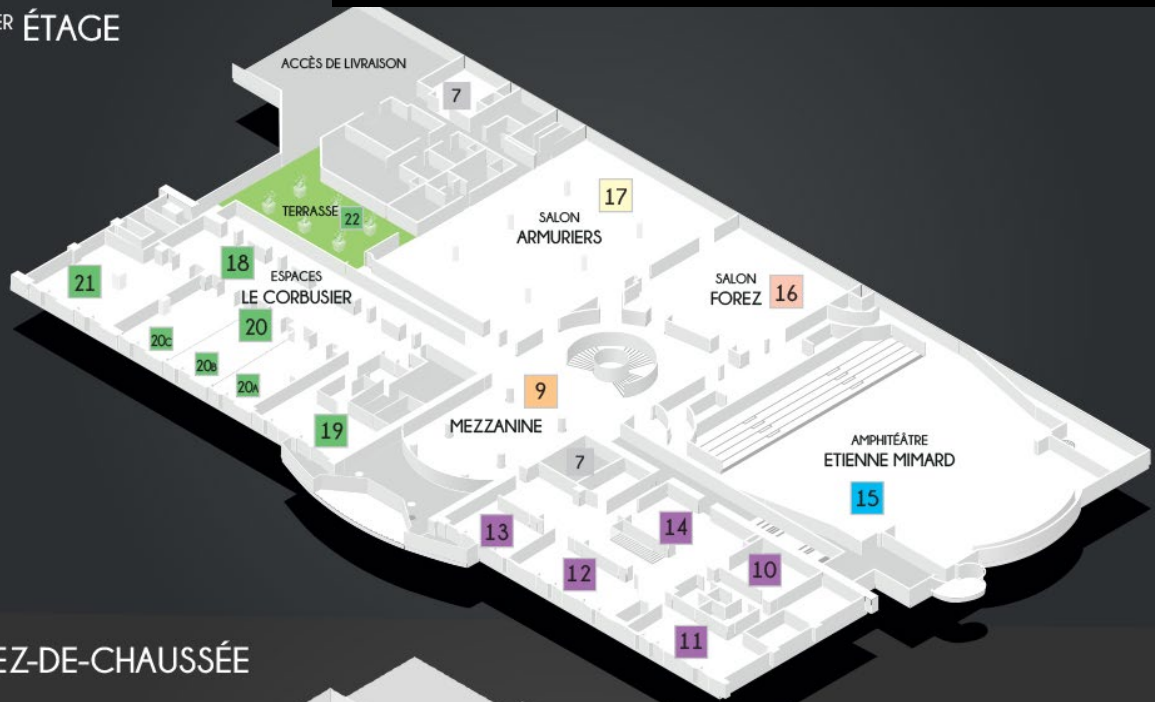 ER ÉTAGE
ACCÈS DE LIVRAISON
7
17
SALON
ARMURIERS
TERRASSE 22
18
21
ESPACES
LE CORBUSIER
SALON
FOREZ 16
20
20C
20B
20A
9
MEZZANINE
19
AMPHITÉÂTRE
ETIENNE MIMARD
15
7
13
14
12
10
11
EZ-DE-CHAUSSÉE